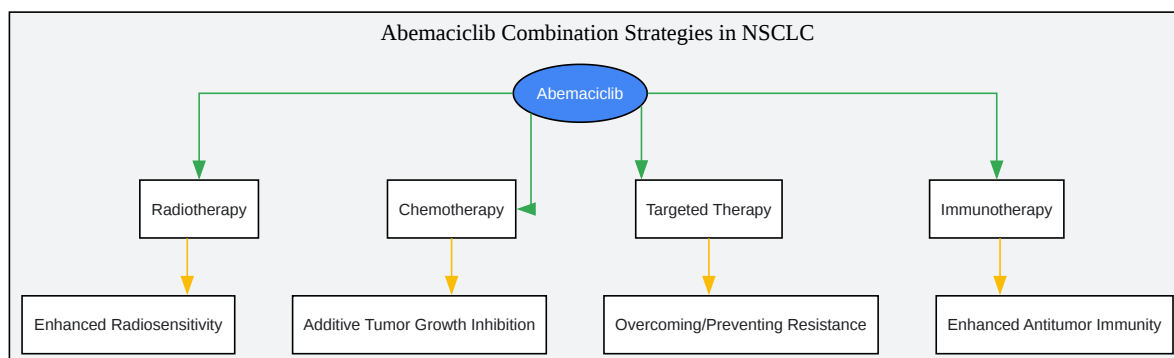 Abemaciclib Combination Strategies in NSCLC
Abemaciclib
Radiotherapy
Chemotherapy
Targeted Therapy
Immunotherapy
Enhanced Radiosensitivity
Additive Tumor Growth Inhibition
Overcoming/Preventing Resistance
Enhanced Antitumor Immunity